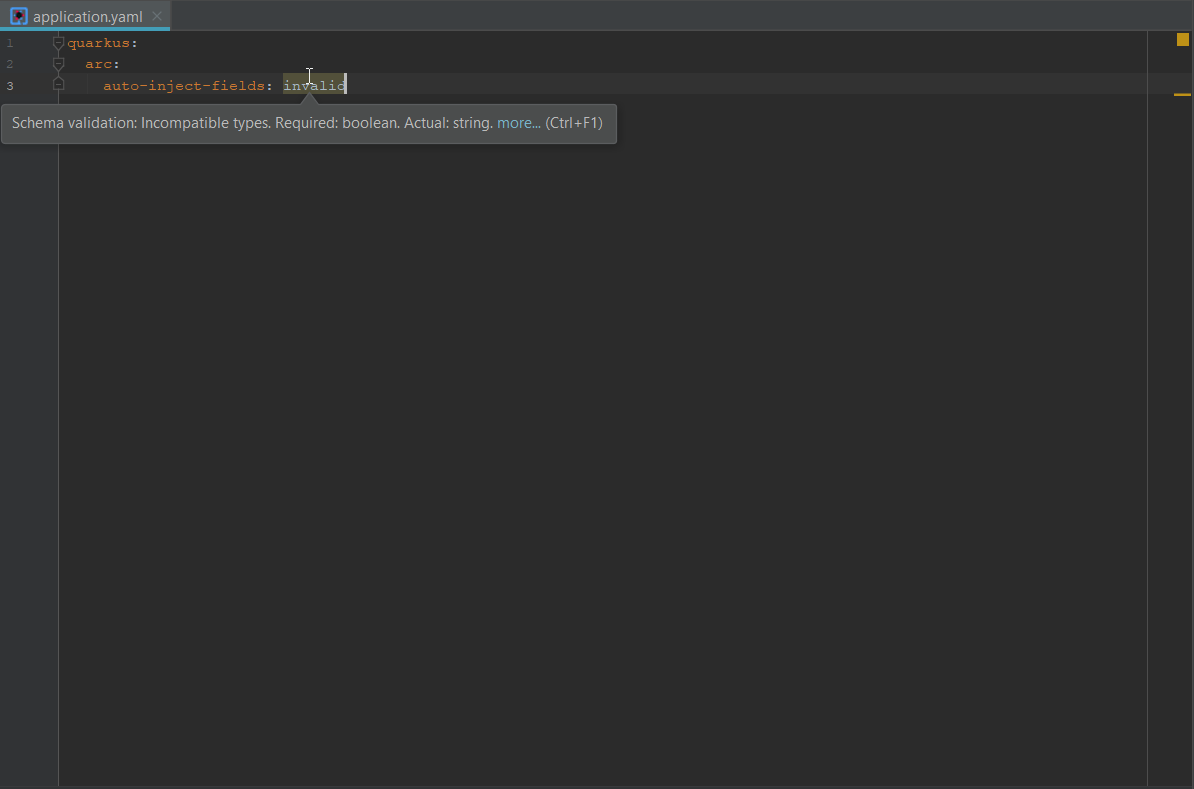 application.yaml
1 quarkus:
2 arc:
3 auto-inject-fields: invalid
Schema validation: Incompatible types. Required: boolean. Actual: string. more... (Ctrl+F1)